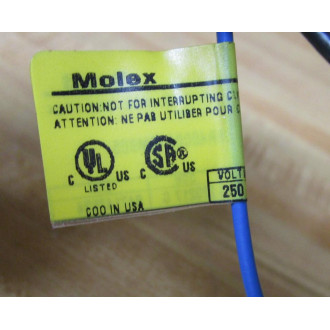 Molex
CAUTION:NOT FOR INTERRUPTING
ATTENTION: NE PAS UTILISER POUR
C UL US
LISTED
C SA US
VOLT
250
COO IN USA